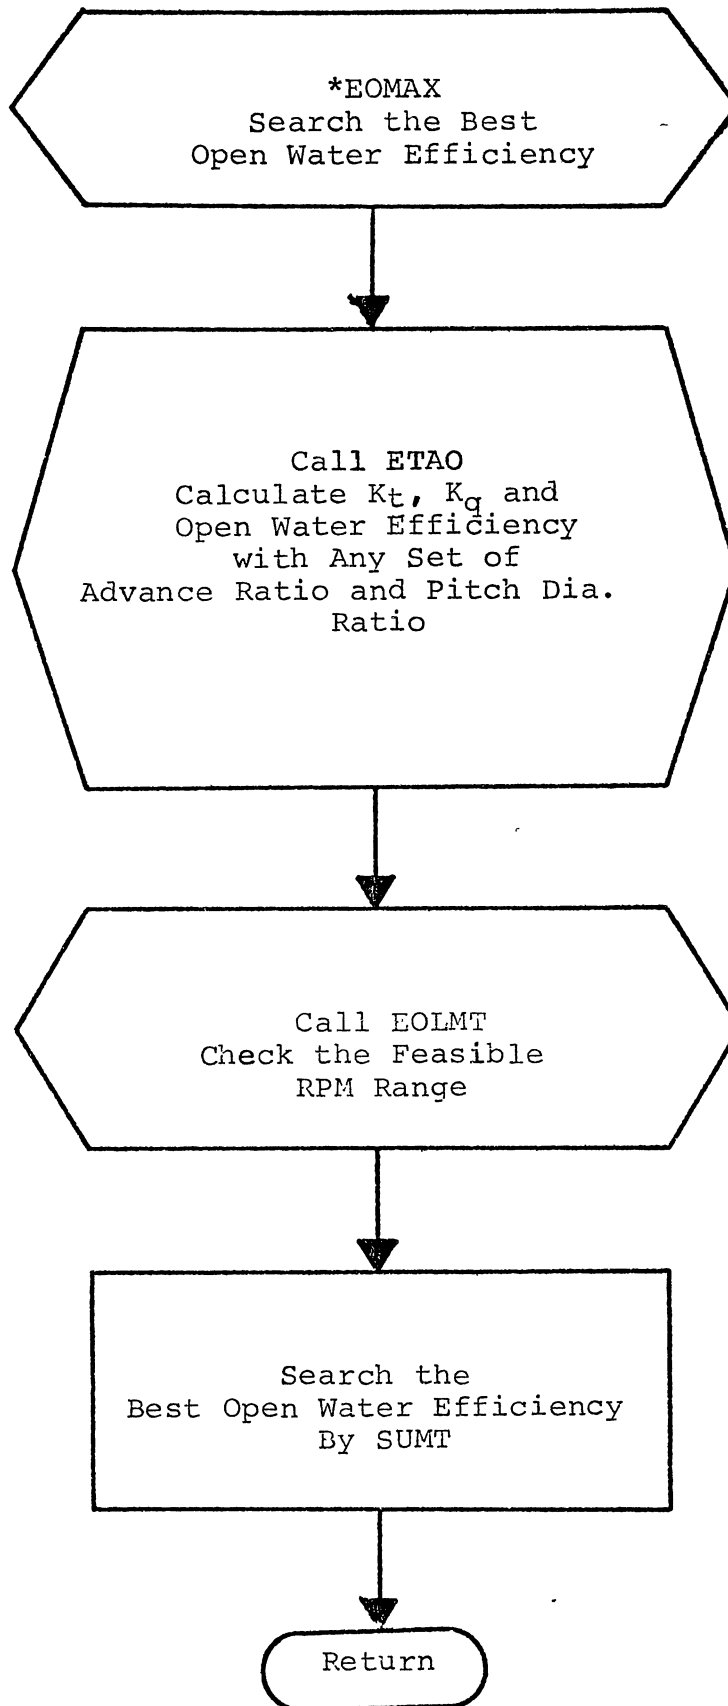 *EOMAX
Search the Best
Open Water Efficiency
Call ETAO
Calculate Kt, Kq and
Open Water Efficiency
with Any Set of
Advance Ratio and Pitch Dia.
Ratio
Call EOLMT
Check the Feasible
RPM Range
Search the
Best Open Water Efficiency
By SUMT
Return